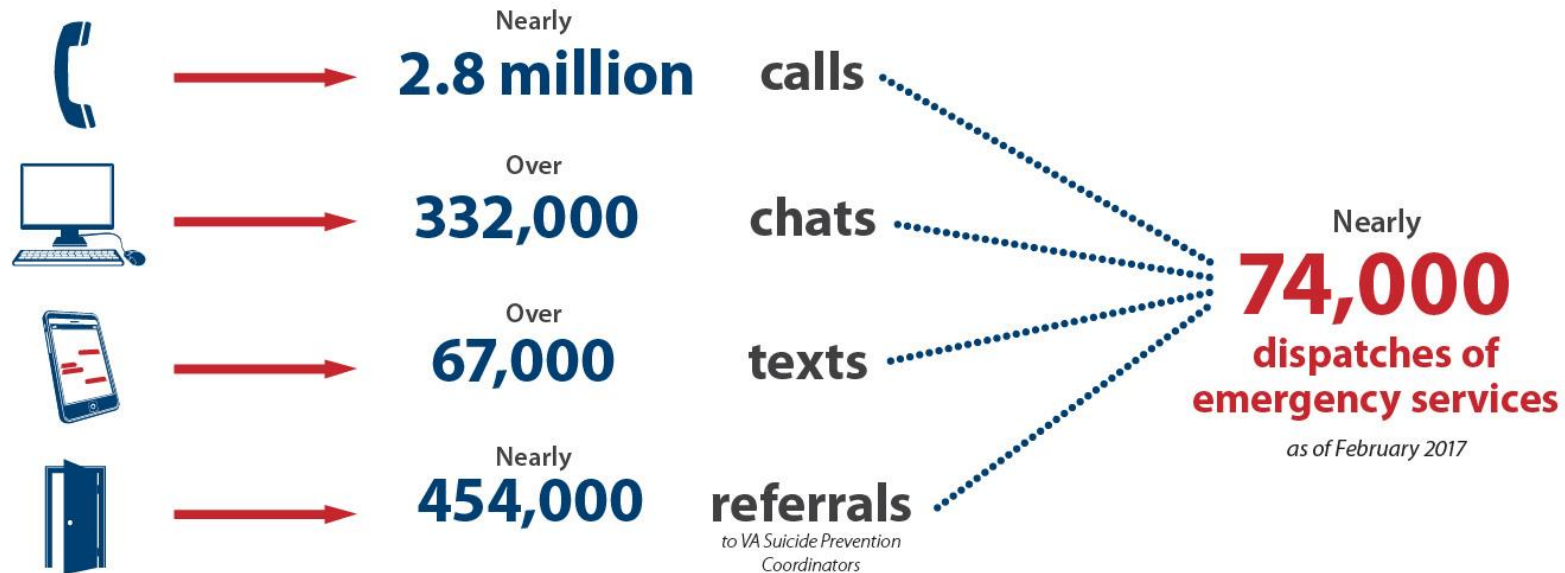 Nearly
2.8 million calls
Over
332,000 chats
Over
67,000 texts
Nearly
454,000 referrals
to VA Suicide Prevention
Coordinators
Nearly
74,000
dispatches of
emergency services
as of February 2017